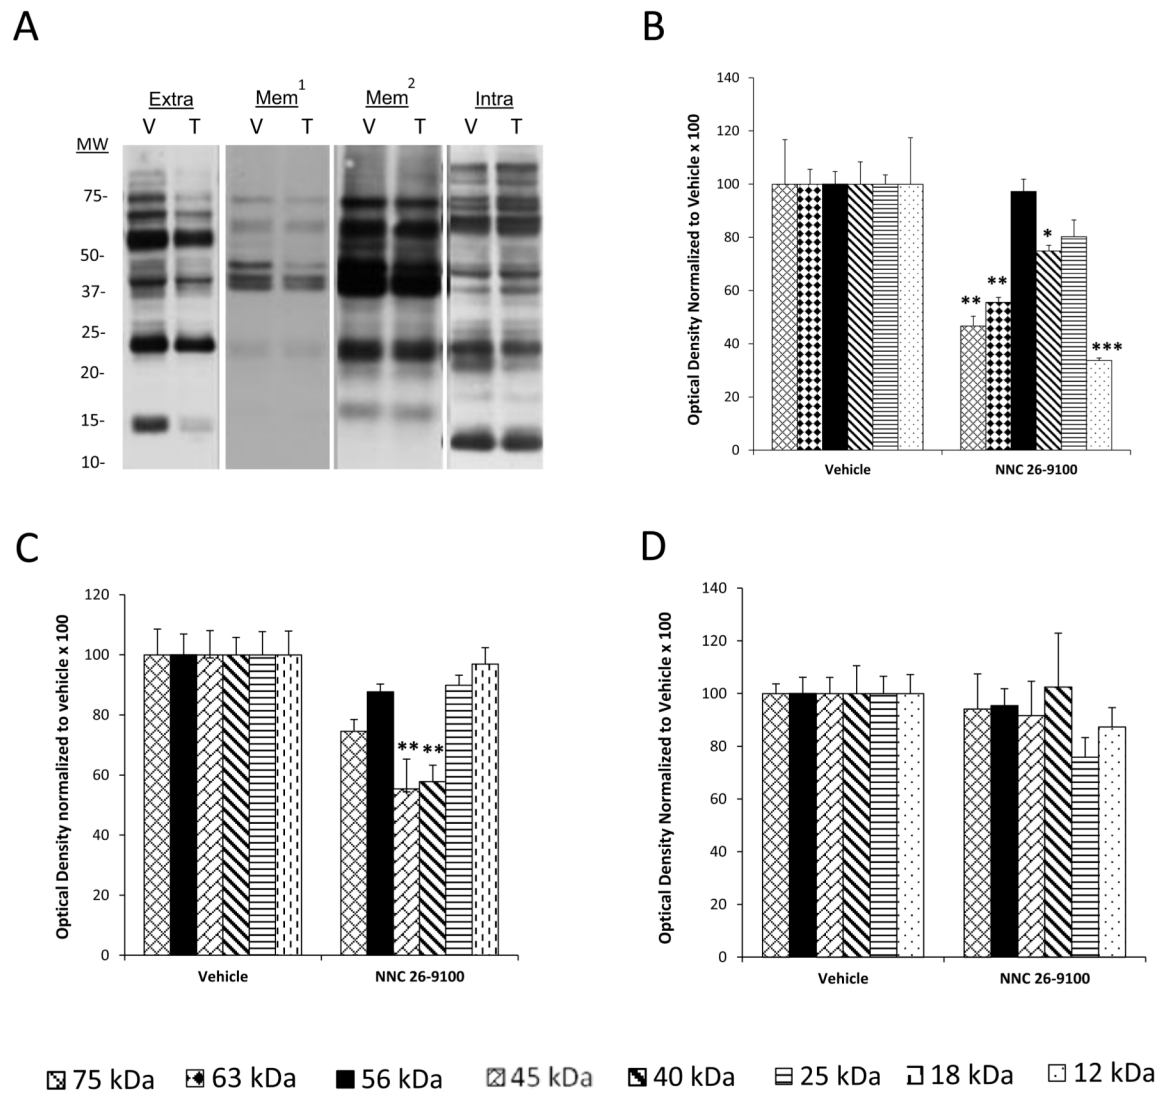 A
Extra Mem1 Mem2 Intra
V T V T V T V T
MW
75-
50-
37-
25-
20-
15-
10-
B
Optical Density Normalized to Vehicle x 100
140
120
100
80
60
40
20
0
** ** * ***
Vehicle NNC 26-9100
C
Optical Density normalized to vehicle x 100
120
100
80
60
40
20
0
** **
Vehicle NNC 26-9100
D
Optical Density Normalized to Vehicle x 100
140
120
100
80
60
40
20
0
Vehicle NNC 26-9100
75 kDa 63 kDa 56 kDa 45 kDa 40 kDa 25 kDa 18 kDa 12 kDa